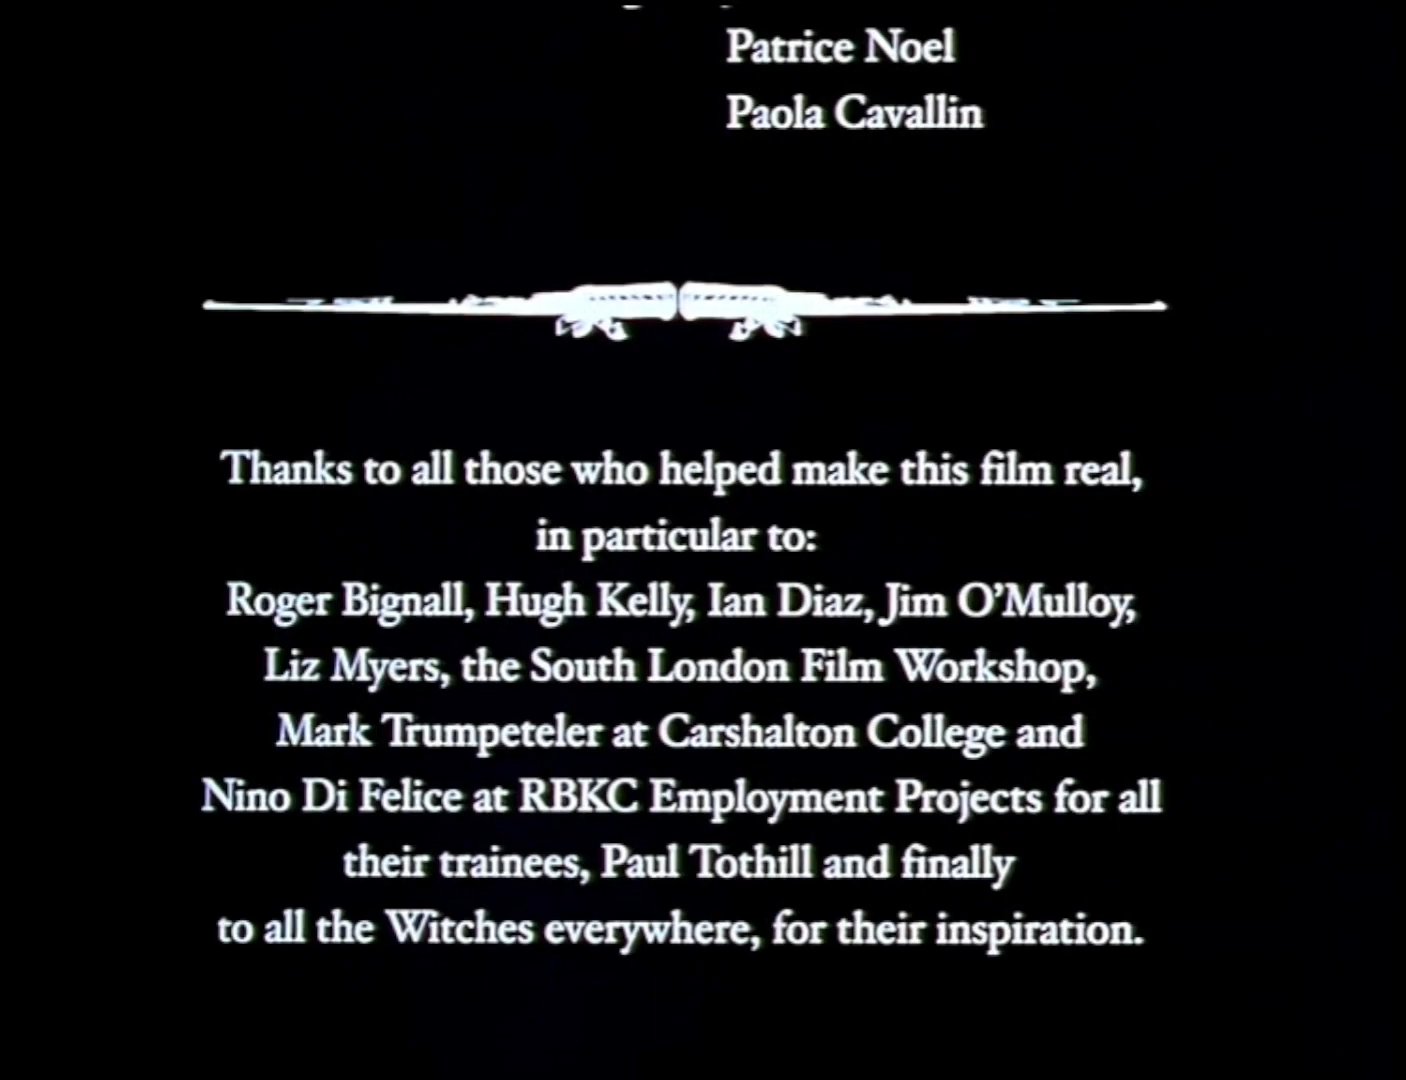 Patrice Noel
Paola Cavallin
Thanks to all those who helped make this film real,
in particular to:
Roger Bignall, Hugh Kelly, Ian Diaz, Jim O’Mulloy,
Liz Myers, the South London Film Workshop,
Mark Trumpeteler at Carshalton College and
Nino Di Felice at RBKC Employment Projects for all
their trainees, Paul Tothill and finally
to all the Witches everywhere, for their inspiration.